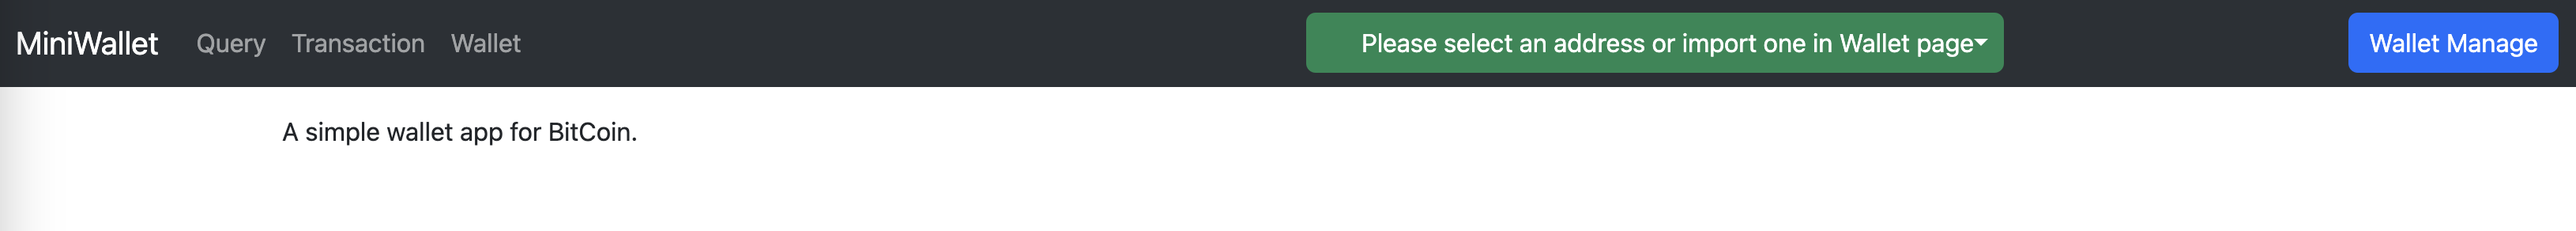 MiniWallet Query Transaction Wallet Please select an address or import one in Wallet page Wallet Manage
A simple wallet app for BitCoin.